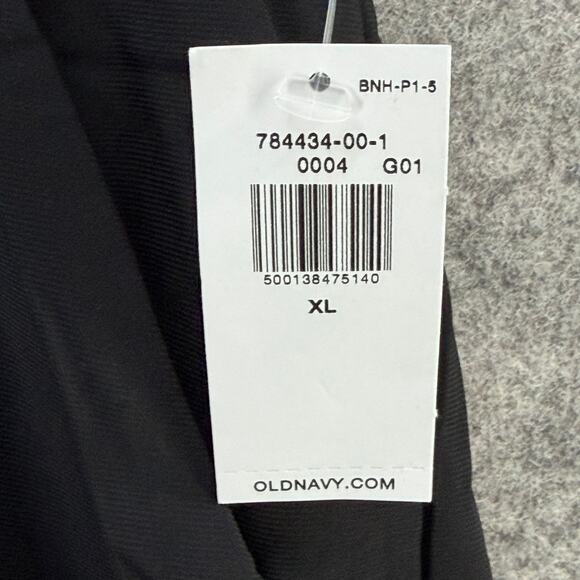 BNH-P1-5
784434-00-1
0004 G01
500138475140
XL
OLDNAVY.COM